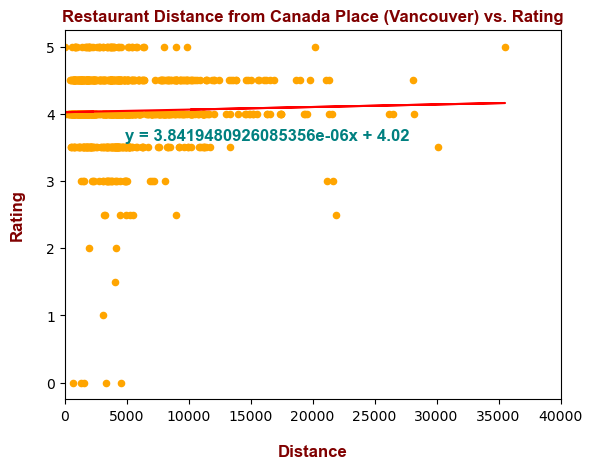 Restaurant Distance from Canada Place (Vancouver) vs. Rating
5
4
y = 3.8419480926085356e-06x + 4.02
3
2
1
0
Rating
0 5000 10000 15000 20000 25000 30000 35000 40000
Distance